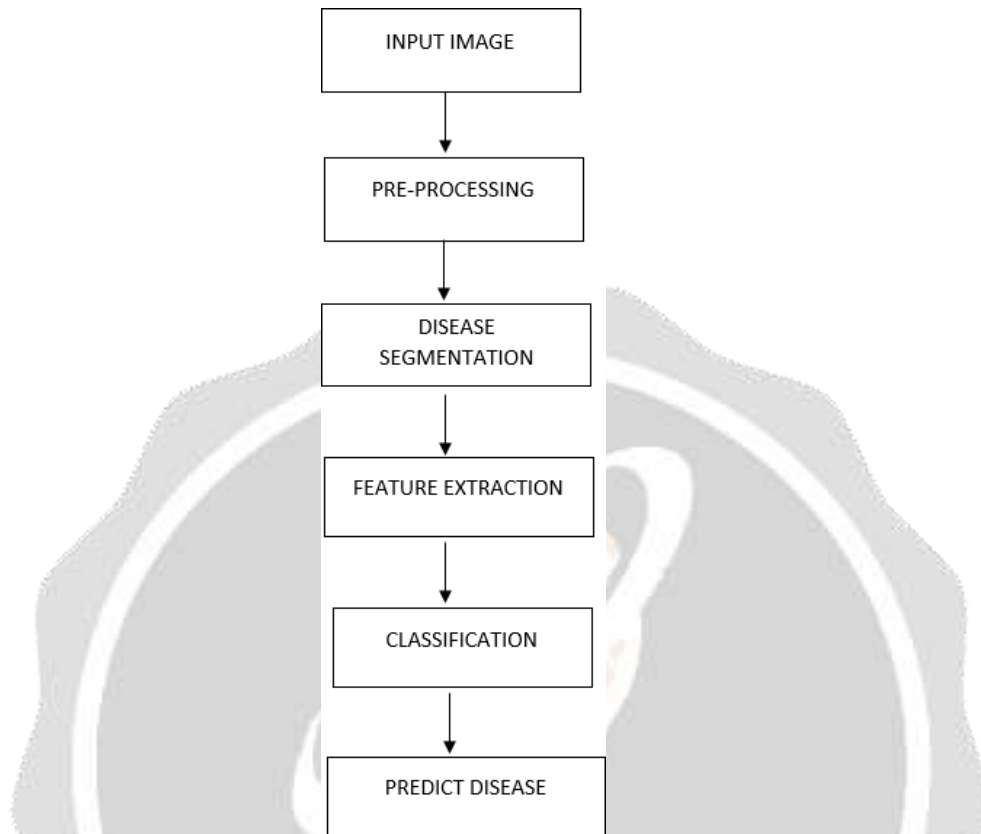 INPUT IMAGE
PRE-PROCESSING
DISEASE
SEGMENTATION
FEATURE EXTRACTION
CLASSIFICATION
PREDICT DISEASE